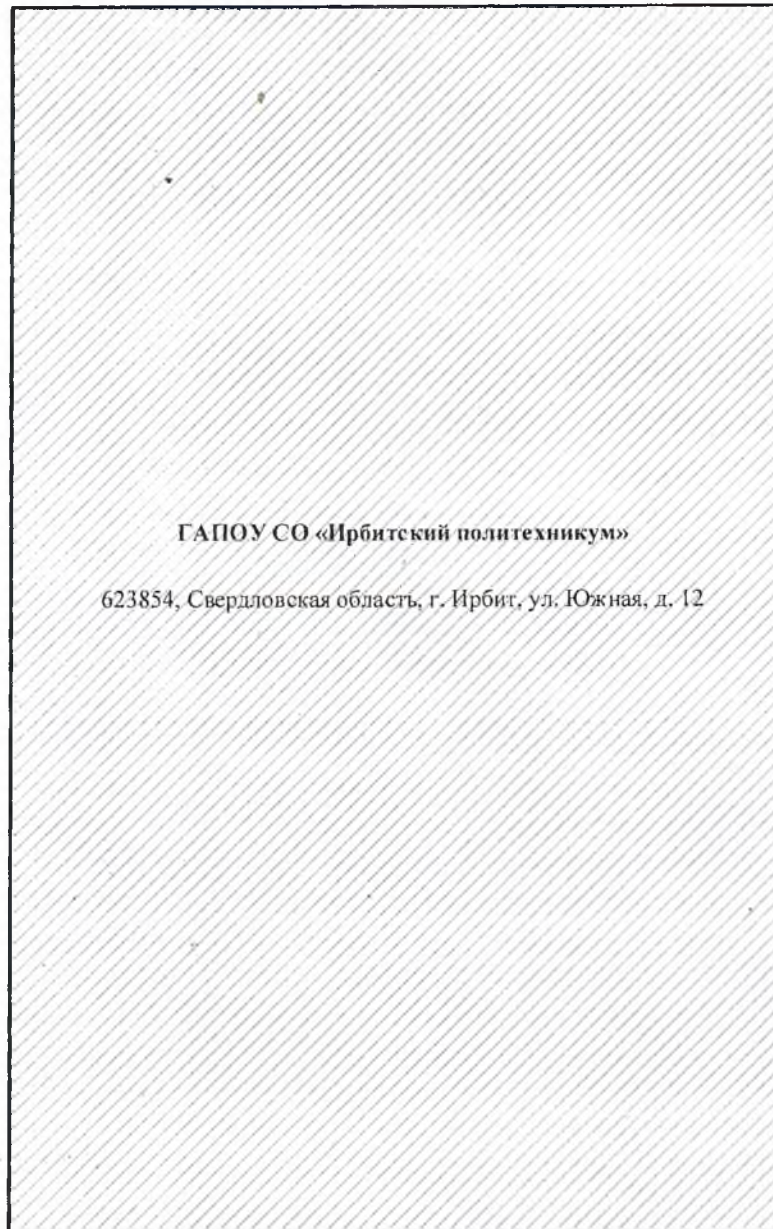 ГАПОУ СО «Ирбитский политехникум»
623854, Свердловская область, г. Ирбит, ул. Южная, д. 12